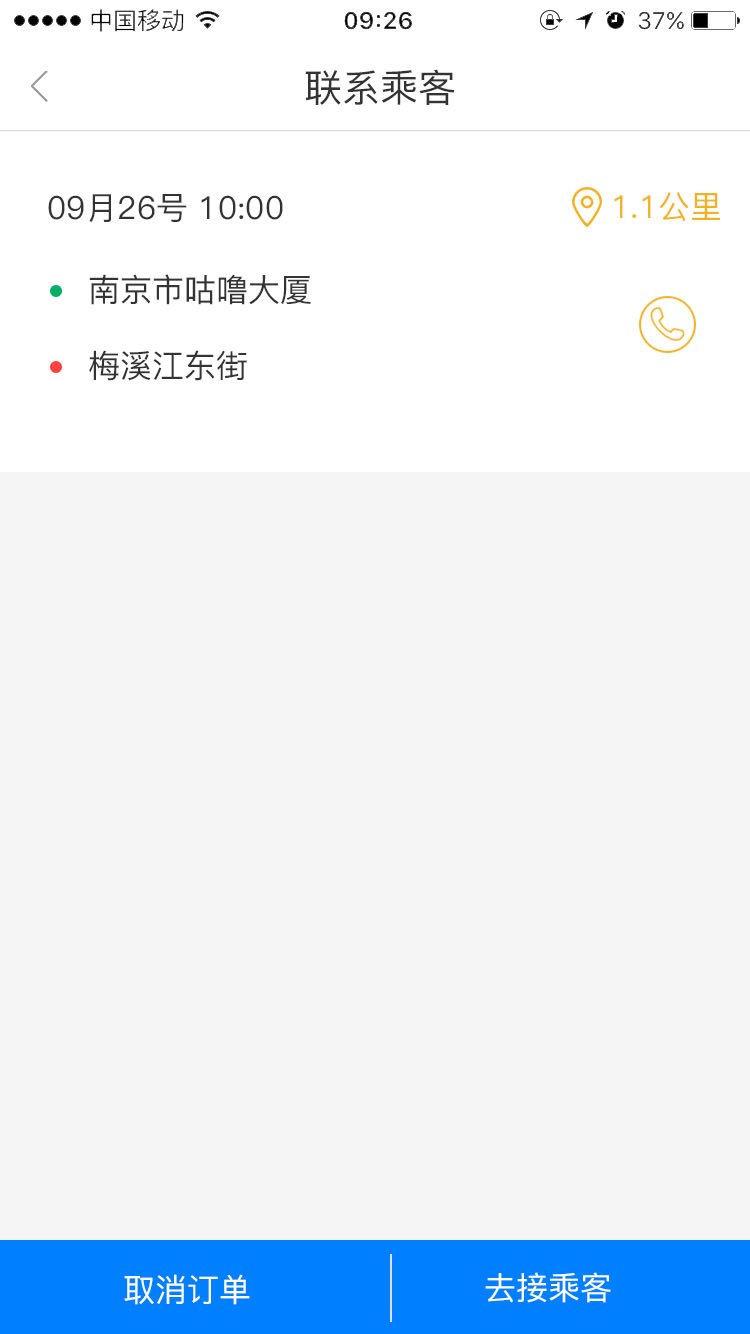 中国移动 09:26 37%
联系乘客
09月26号 10:00 1.1公里
南京市咕噜大厦
梅溪江东街
取消订单 去接乘客